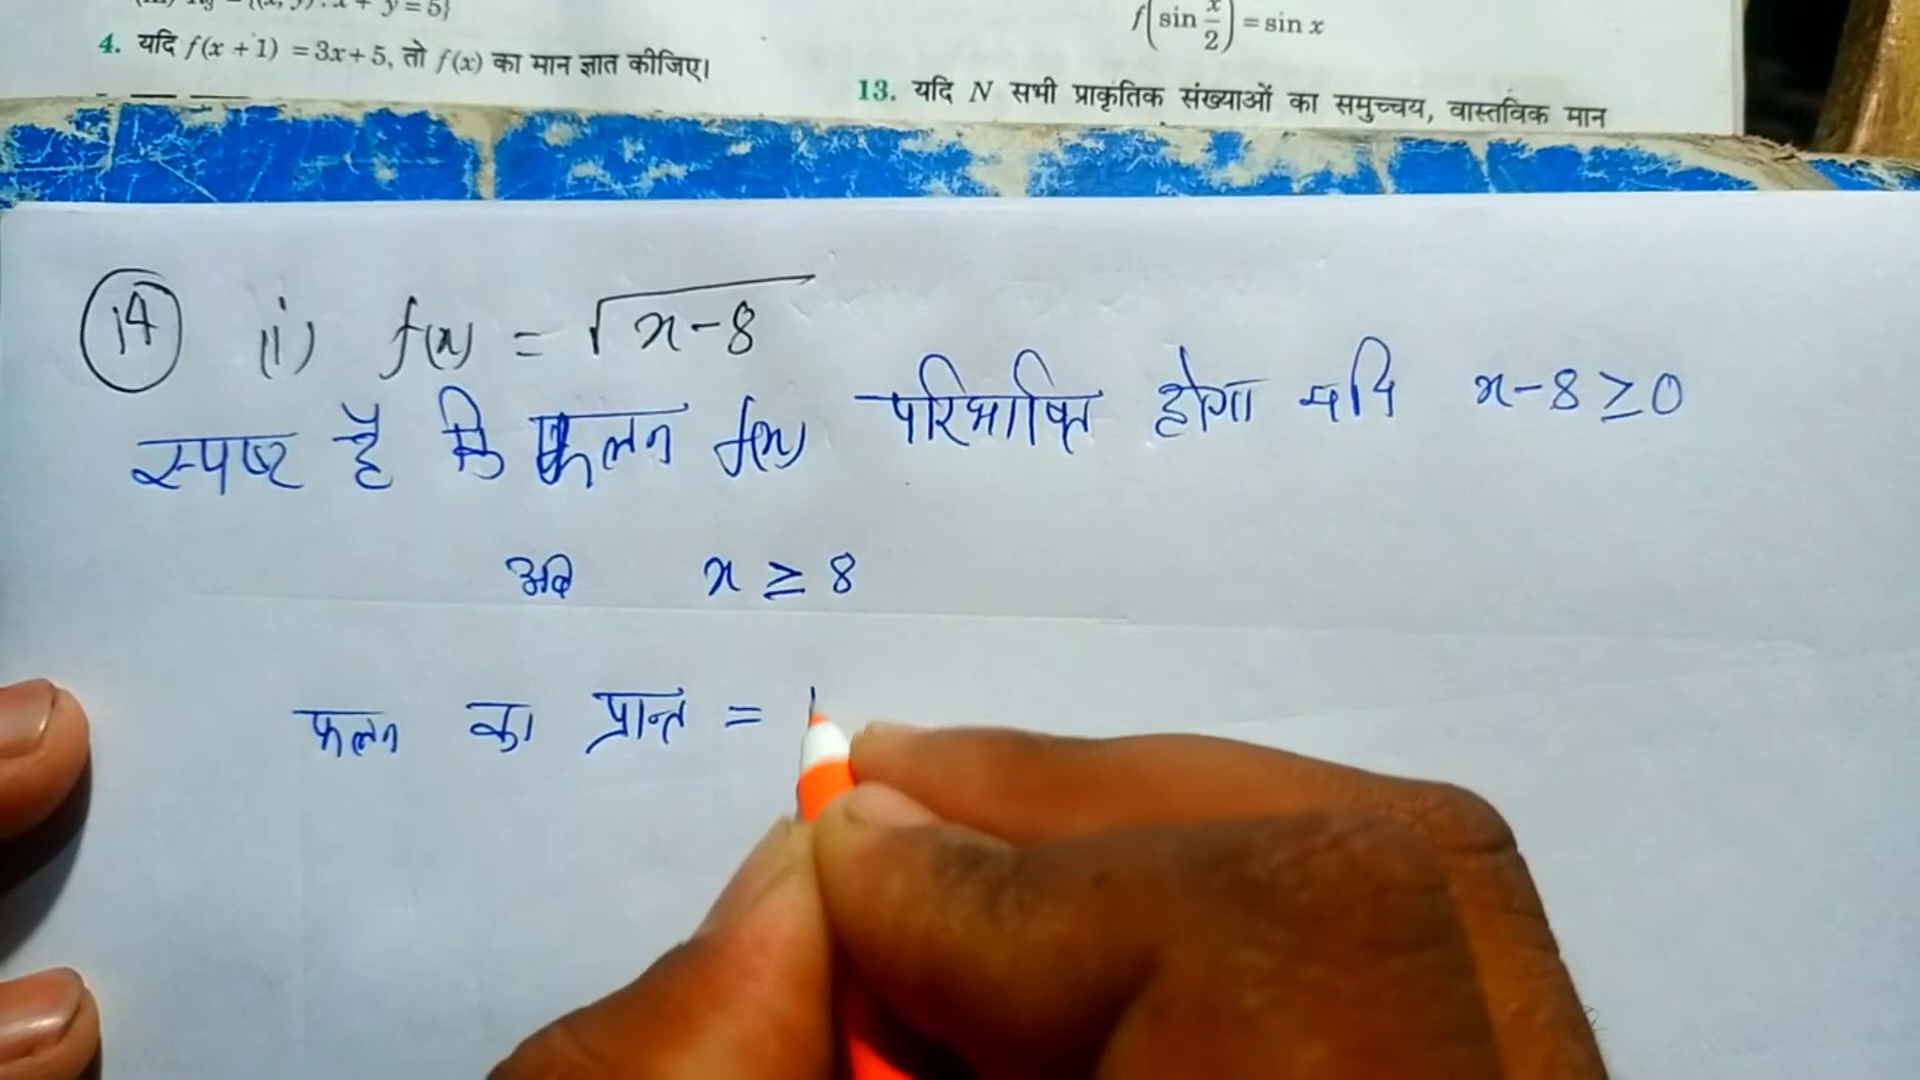 y = 5}
4. यदि f(x + 1) = 3x + 5, तो f(x) का मान ज्ञात कीजिए।
f(sin x/2) = sin x
13. यदि N सभी प्राकृतिक संख्याओं का समुच्चय, वास्तविक मान
14 (i) f(x) = √x-8
स्पष्ट है कि फलन f(x) परिभाषित होगा यदि x-8≥0
x ≥ 8
फलन का प्रान्त =